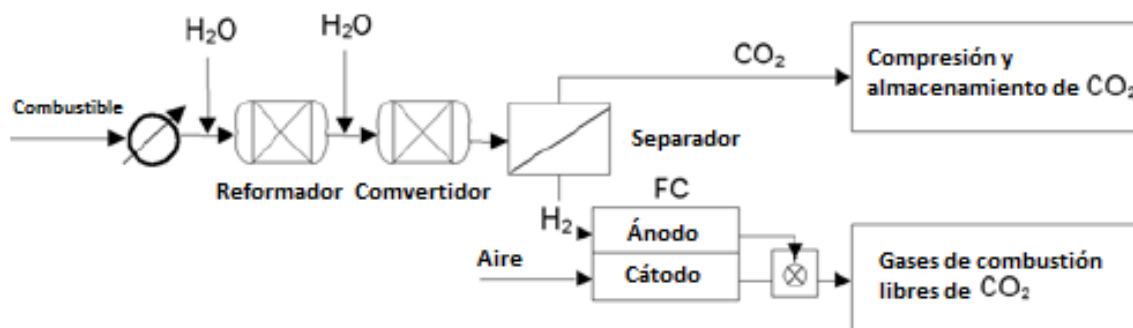 H₂O
H₂O
CO₂
Compresión y
almacenamiento de CO₂
Combustible
Separador
Reformador
Comvertidor
FC
H₂
Ánodo
Aire
Cátodo
Gases de combustión
libres de CO₂